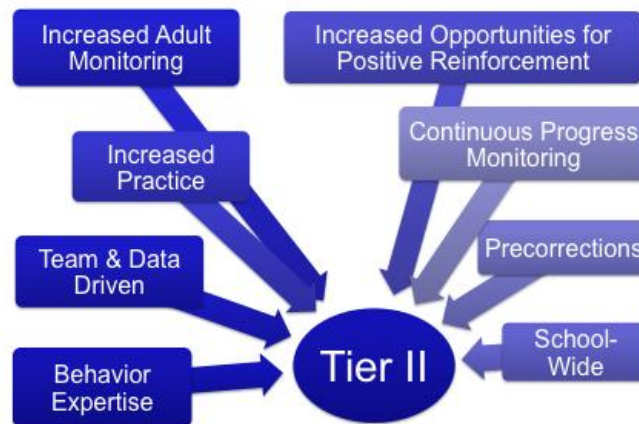 Increased Adult
Monitoring
Increased Opportunities for
Positive Reinforcement
Increased
Practice
Continuous Progress
Monitoring
Team & Data
Driven
Precorrections
Behavior
Expertise
Tier II
School-
Wide